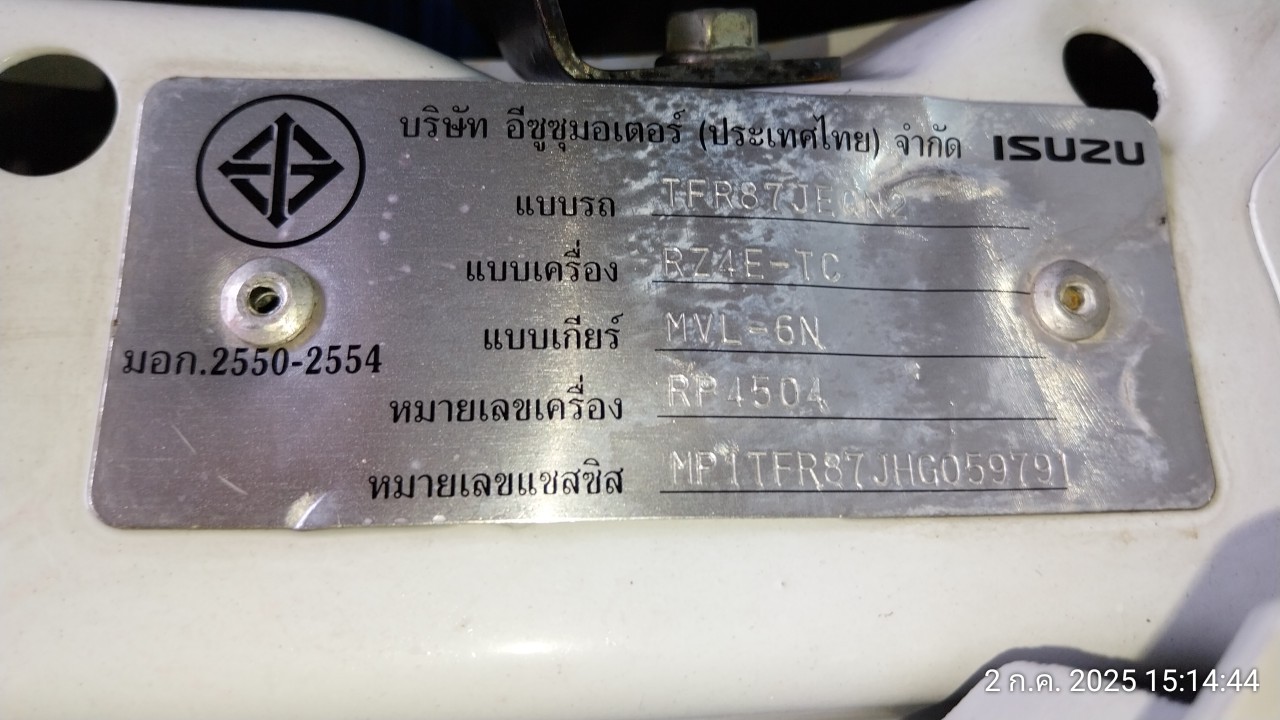 บริษัท อีซูซุมอเตอร์ (ประเทศไทย) จำกัด ISUZU
แบบรถ
แบบเครื่อง RZ4E-TC
แบบเกียร์ MVL-6N
มอก.2550-2554
หมายเลขเครื่อง RP4504
หมายเลขแชสซิส MP1TFR87JHG059791
2 ก.ค. 2025 15:14:44